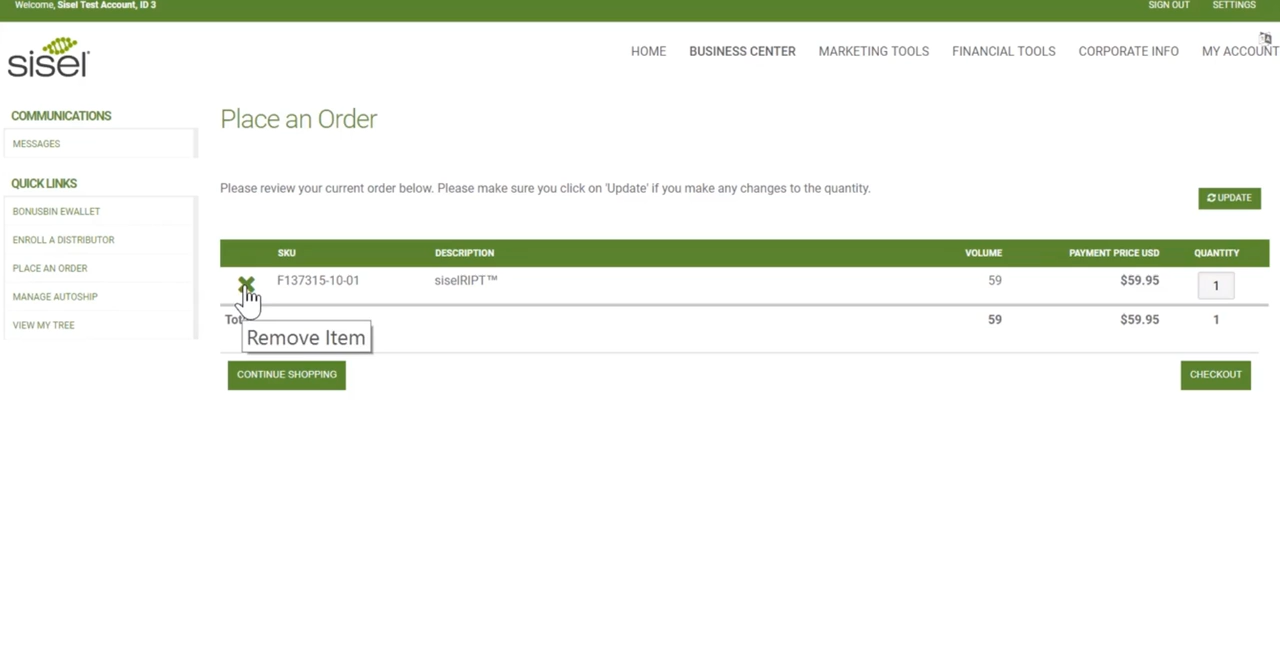 Welcome, Sisel Test Account, ID 3
SIGN OUT SETTINGS
sisel
HOME BUSINESS CENTER MARKETING TOOLS FINANCIAL TOOLS CORPORATE INFO MY ACCOUNT
COMMUNICATIONS
MESSAGES
QUICK LINKS
BONUSBIN EWALLET
ENROLL A DISTRIBUTOR
PLACE AN ORDER
MANAGE AUTOSHIP
VIEW MY TREE
Place an Order
Please review your current order below. Please make sure you click on 'Update' if you make any changes to the quantity.
UPDATE
SKU DESCRIPTION VOLUME PAYMENT PRICE USD QUANTITY
F137315-10-01 siselRIPT™ 59 $59.95 1
59 $59.95 1
Remove Item
CONTINUE SHOPPING
CHECKOUT